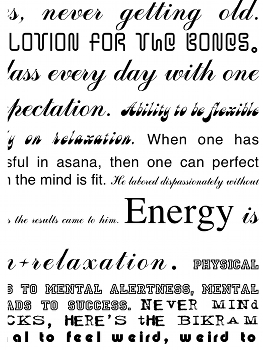 s, never getting old.
LOTION FOR THE BONES.
lass every day with one
pectation. Ability to be flexible
y on relaxation. When one has
sful in asana, then one can perfect
n the mind is fit. He labored dispassionately without
s the results came to him. Energy is
n+relaxation. PHYSICAL
S TO MENTAL ALERTNESS, MENTAL
ADS TO SUCCESS. NEVER MINd
CKS, HERE'S tHE BIKRAM
al to feel weird, weird to